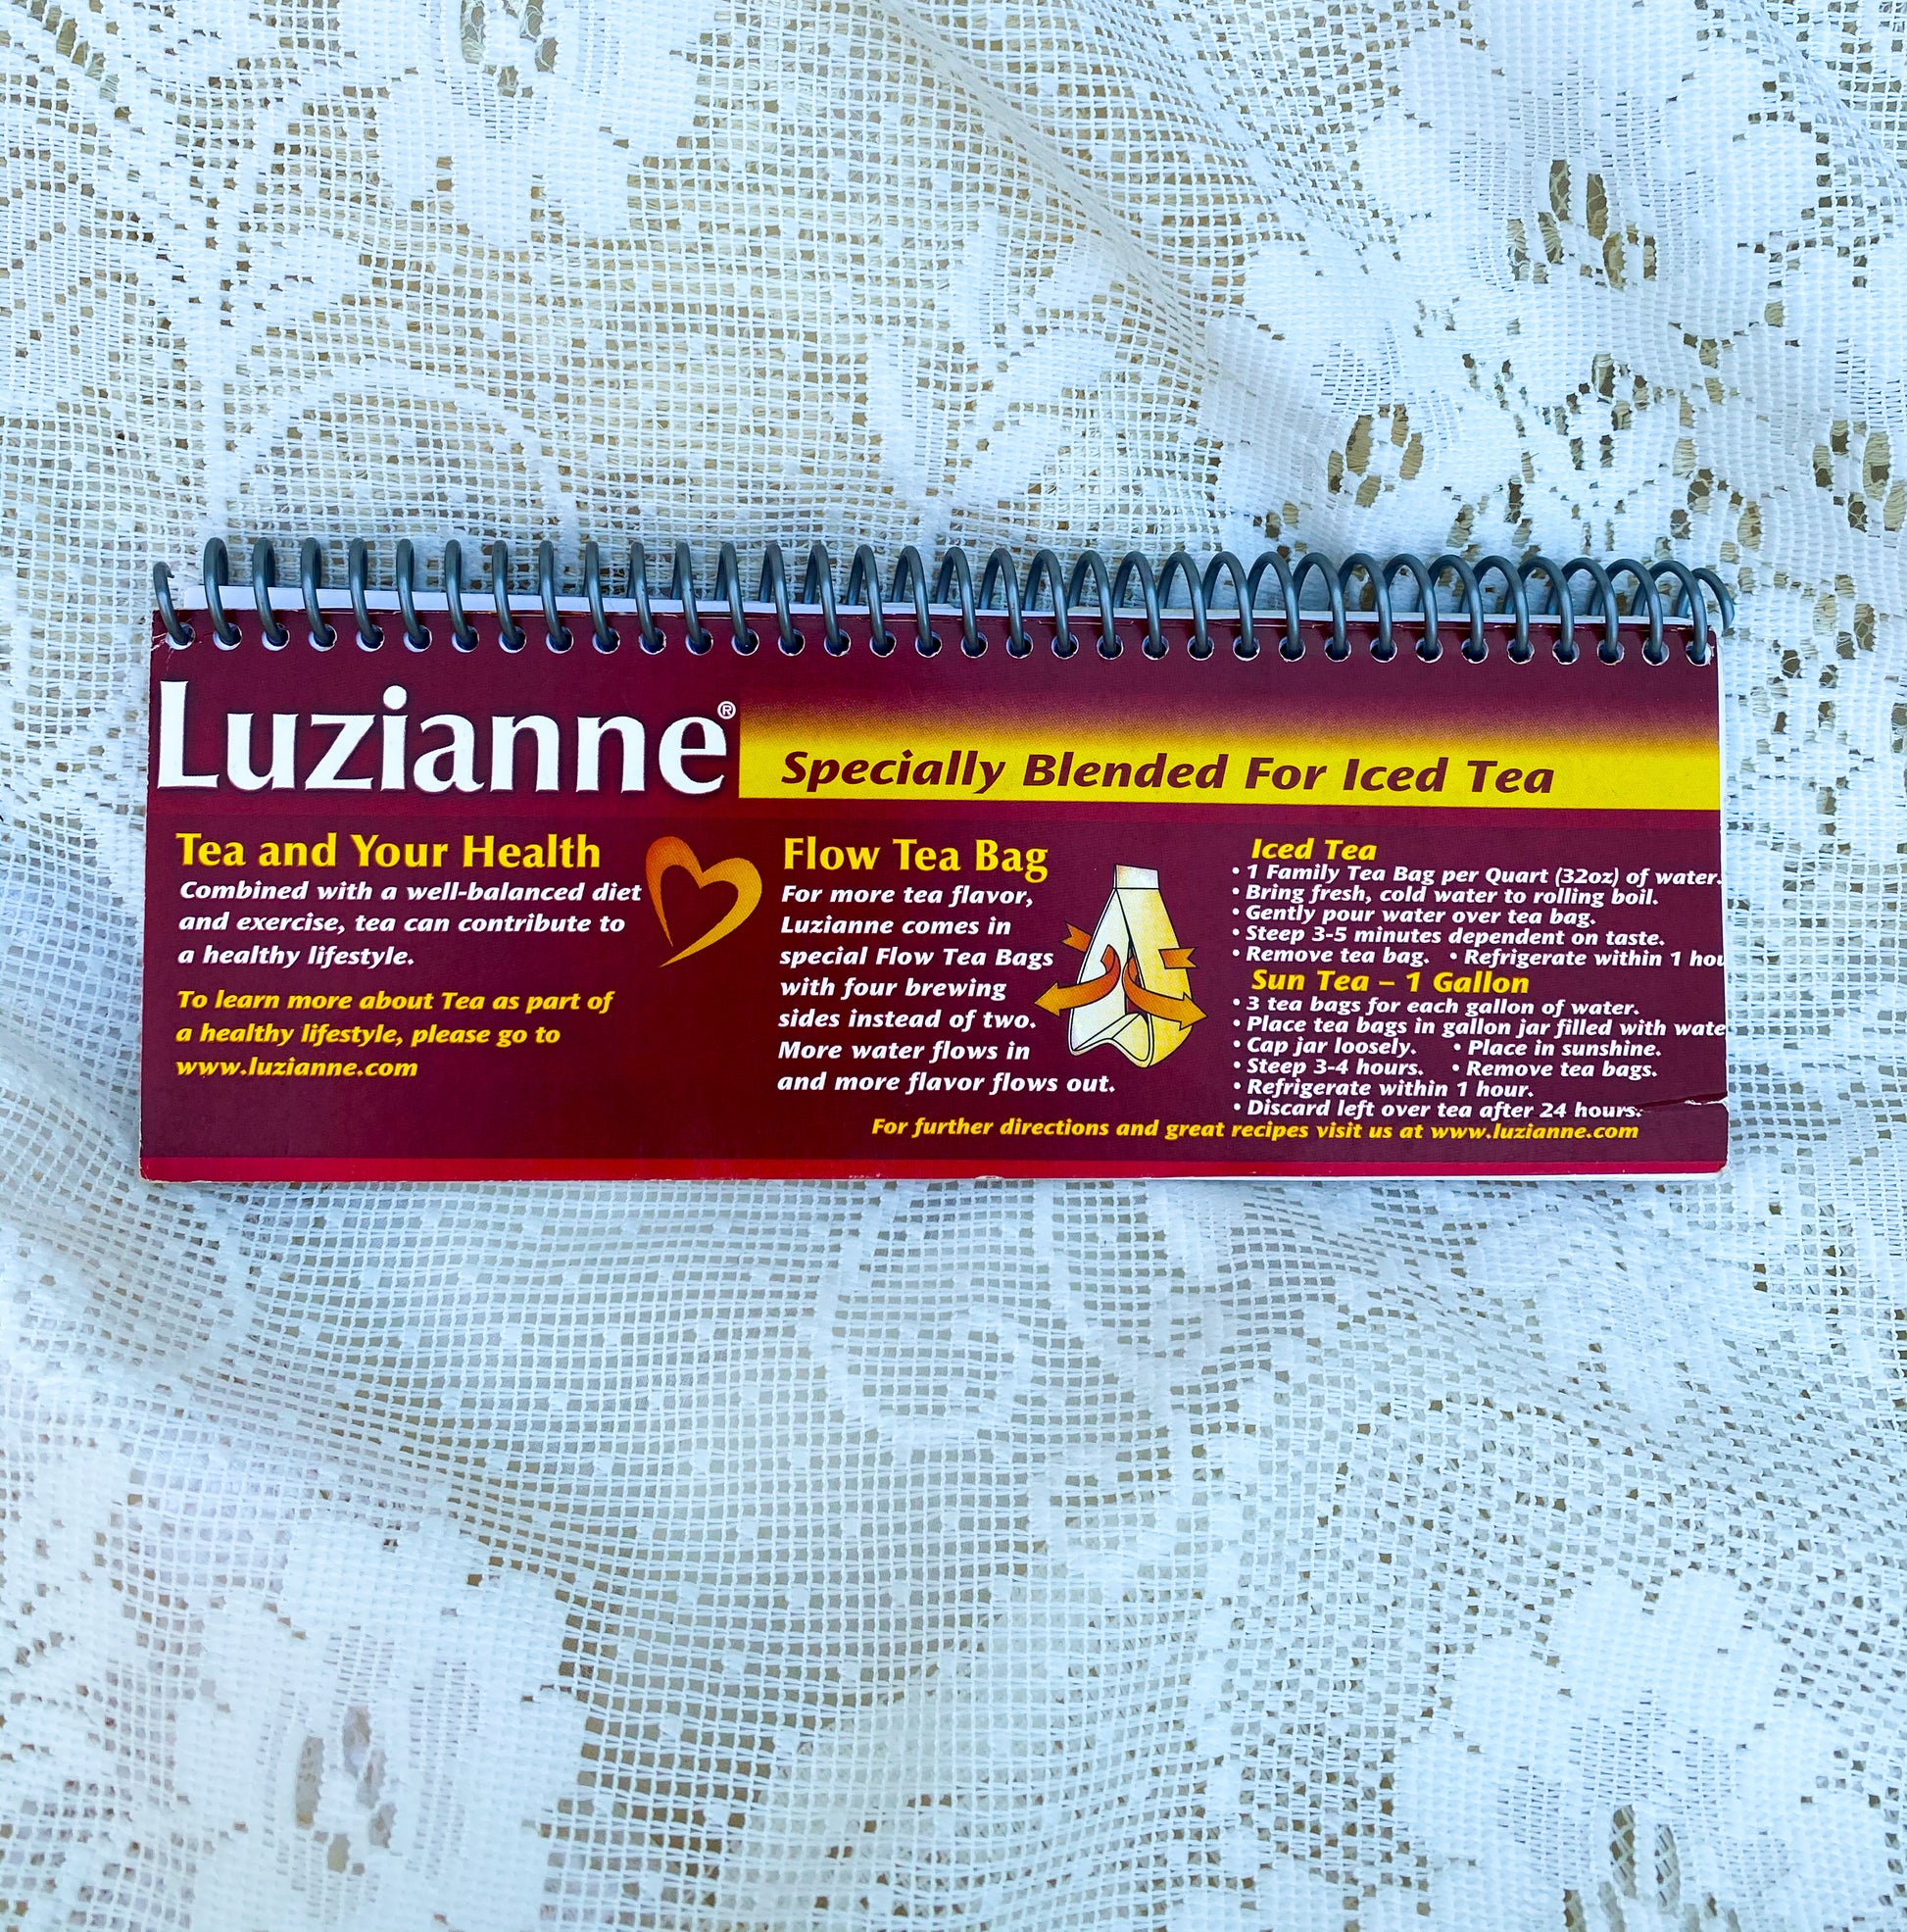 Luzianne®
Specially Blended For Iced Tea
Tea and Your Health
Combined with a well-balanced diet
and exercise, tea can contribute to
a healthy lifestyle.
To learn more about Tea as part of
a healthy lifestyle, please go to
www.luzianne.com
Flow Tea Bag
For more tea flavor,
Luzianne comes in
special Flow Tea Bags
with four brewing
sides instead of two.
More water flows in
and more flavor flows out.
Iced Tea
• 1 Family Tea Bag per Quart (32oz) of water.
• Bring fresh, cold water to rolling boil.
• Gently pour water over tea bag.
• Steep 3-5 minutes dependent on taste.
• Remove tea bag. • Refrigerate within 1 hou
Sun Tea – 1 Gallon
• 3 tea bags for each gallon of water.
• Place tea bags in gallon jar filled with wate
• Cap jar loosely. • Place in sunshine.
• Steep 3-4 hours. • Remove tea bags.
• Refrigerate within 1 hour.
• Discard left over tea after 24 hours.
For further directions and great recipes visit us at www.luzianne.com